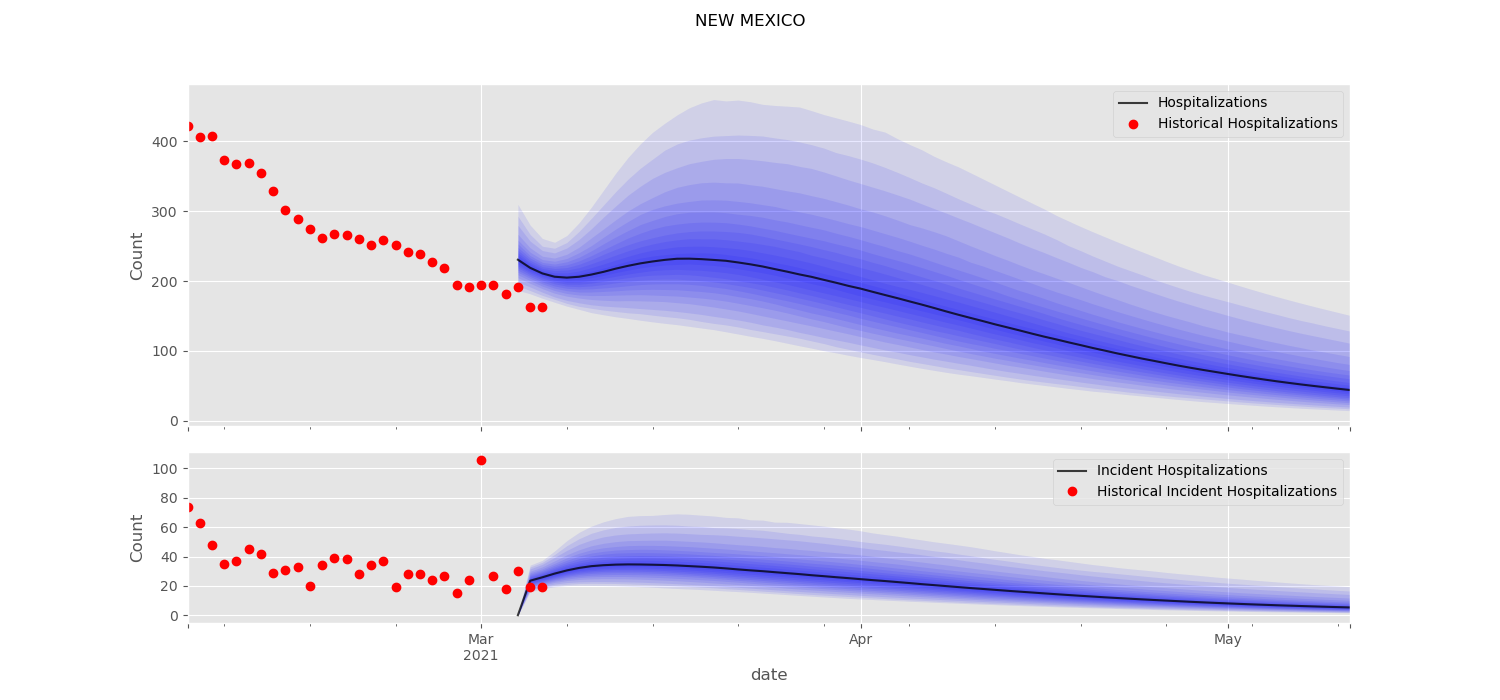 NEW MEXICO
Hospitalizations
Historical Hospitalizations
Count
400
300
200
100
0
Incident Hospitalizations
Historical Incident Hospitalizations
Count
100
80
60
40
20
0
Mar
2021
Apr
May
date